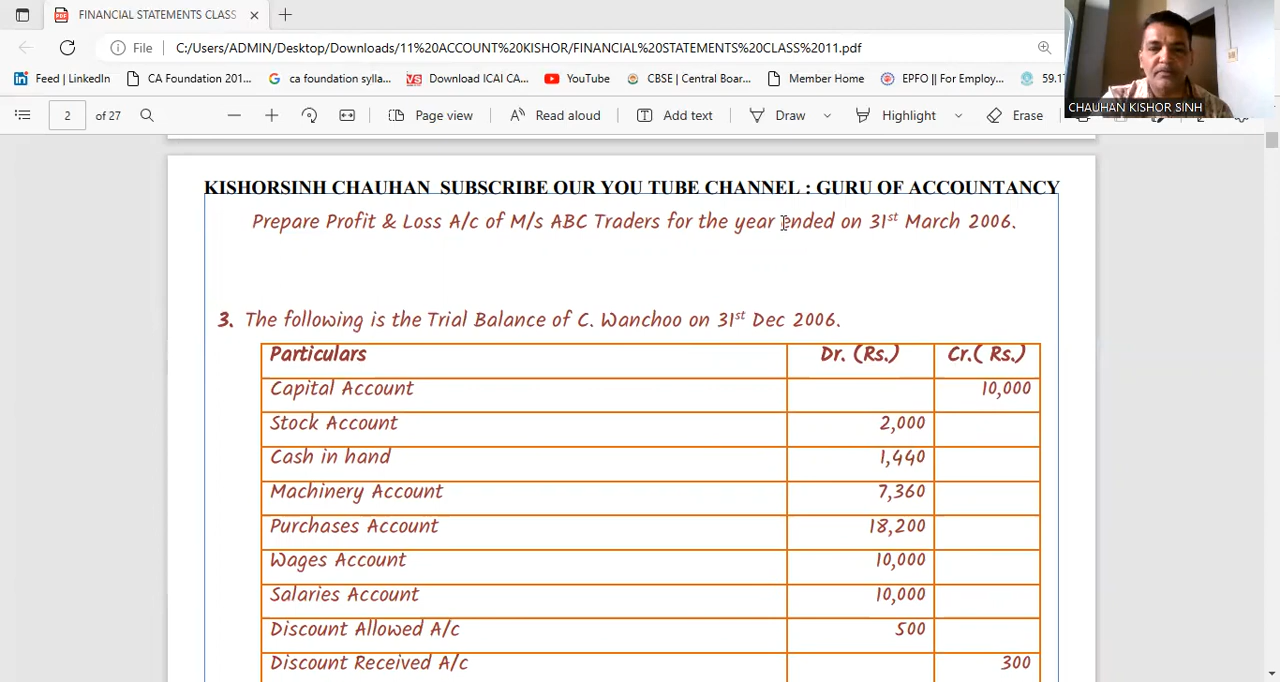 FINANCIAL STATEMENTS CLASS
File C:/Users/ADMIN/Desktop/Downloads/11%20ACCOUNT%20KISHOR/FINANCIAL%20STATEMENTS%20CLASS%2011.pdf
Feed | LinkedIn CA Foundation 201... ca foundation sylla... Download ICAI CA... YouTube CBSE | Central Boar... Member Home EPFO || For Employ... 59.1
CHAUHAN KISHOR SINH
2 of 27 Page view Read aloud Add text Draw Highlight Erase
KISHORSINH CHAUHAN SUBSCRIBE OUR YOU TUBE CHANNEL : GURU OF ACCOUNTANCY
Prepare Profit & Loss A/c of M/s ABC Traders for the year ended on 31st March 2006.
3. The following is the Trial Balance of C. Wanchoo on 31st Dec 2006.
Particulars Dr. (Rs.) Cr.( Rs.)
Capital Account 10,000
Stock Account 2,000
Cash in hand 1,440
Machinery Account 7,360
Purchases Account 18,200
Wages Account 10,000
Salaries Account 10,000
Discount Allowed A/c 500
Discount Received A/c 300